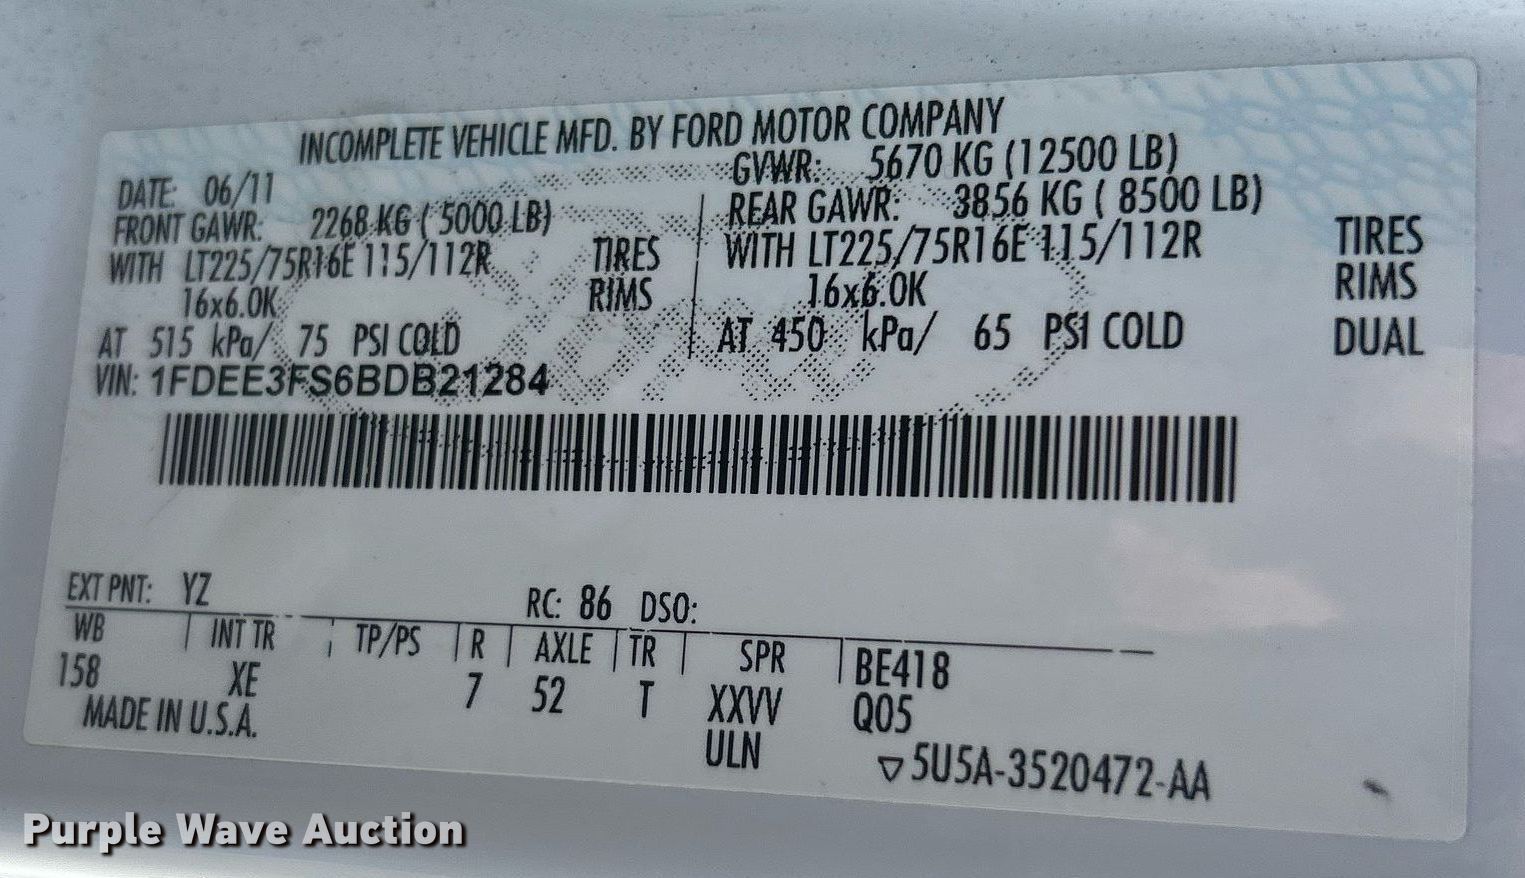 INCOMPLETE VEHICLE MFD. BY FORD MOTOR COMPANY
DATE: 06/11 GVWR: 5670 KG (12500 LB)
FRONT GAWR: 2268 KG ( 5000 LB) REAR GAWR: 3856 KG ( 8500 LB)
WITH LT225/75R16E 115/112R TIRES WITH LT225/75R16E 115/112R TIRES
16x6.0K RIMS 16x6.0K RIMS
AT 515 kPa/ 75 PSI COLD AT 450 kPa/ 65 PSI COLD DUAL
VIN: 1FDEE3FS6BDB21284
EXT PNT: YZ RC: 86 DSO:
WB INT TR TP/PS R AXLE TR SPR BE418
158 XE 7 52 T XXVV Q05
MADE IN U.S.A. ULN ▽5U5A-3520472-AA
Purple Wave Auction